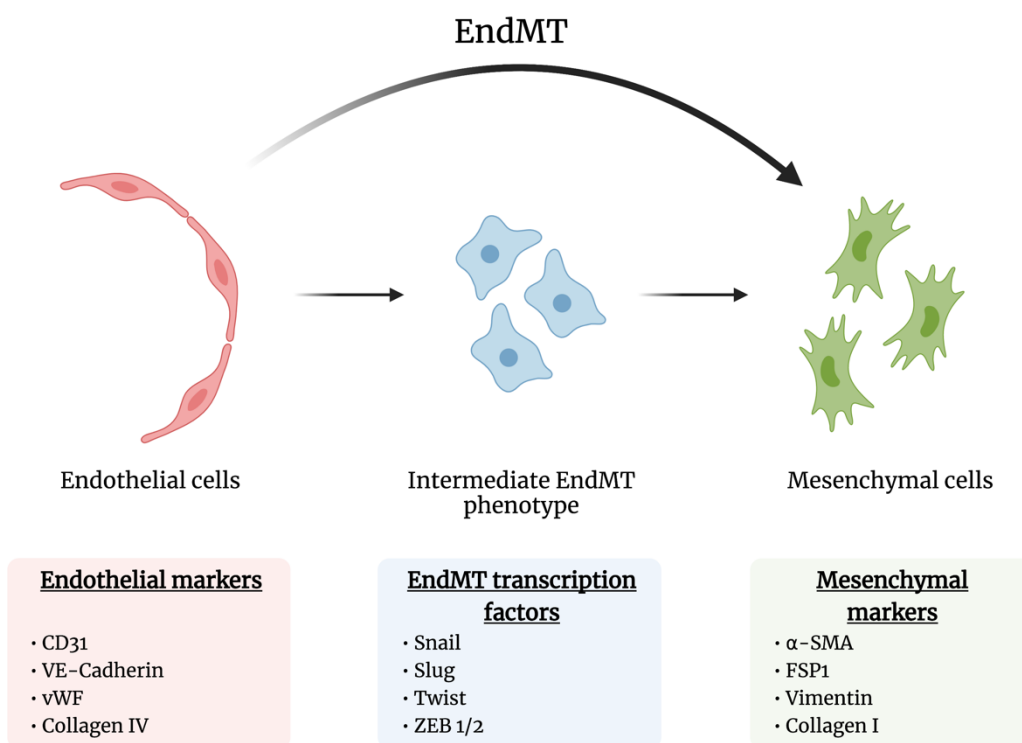 EndMT
Endothelial cells
Intermediate EndMT
phenotype
Mesenchymal cells
Endothelial markers
• CD31
• VE-Cadherin
• vWF
• Collagen IV
EndMT transcription
factors
• Snail
• Slug
• Twist
• ZEB 1/2
Mesenchymal
markers
• α-SMA
• FSP1
• Vimentin
• Collagen I